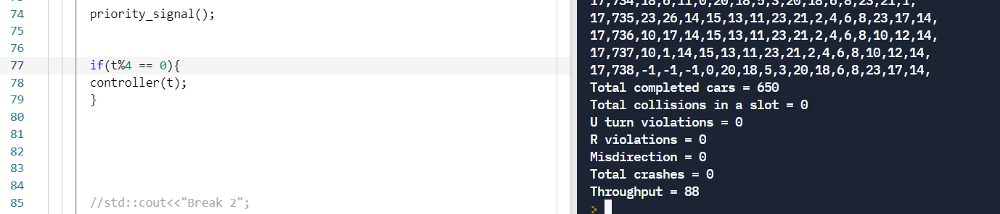 74 priority_signal();
75
76
77 if(t%4 == 0){
78 controller(t);
79 }
80
81
82
83
84
85 //std::cout<<"Break 2";
17,734,18,6,11,0,20,18,5,3,20,18,6,8,23,21,1,
17,735,23,26,14,15,13,11,23,21,2,4,6,8,23,17,14,
17,736,10,17,14,15,13,11,23,21,2,4,6,8,10,12,14,
17,737,10,1,14,15,13,11,23,21,2,4,6,8,10,12,14,
17,738,-1,-1,-1,0,20,18,5,3,20,18,6,8,23,17,14,
Total completed cars = 650
Total collisions in a slot = 0
U turn violations = 0
R violations = 0
Misdirection = 0
Total crashes = 0
Throughput = 88
>